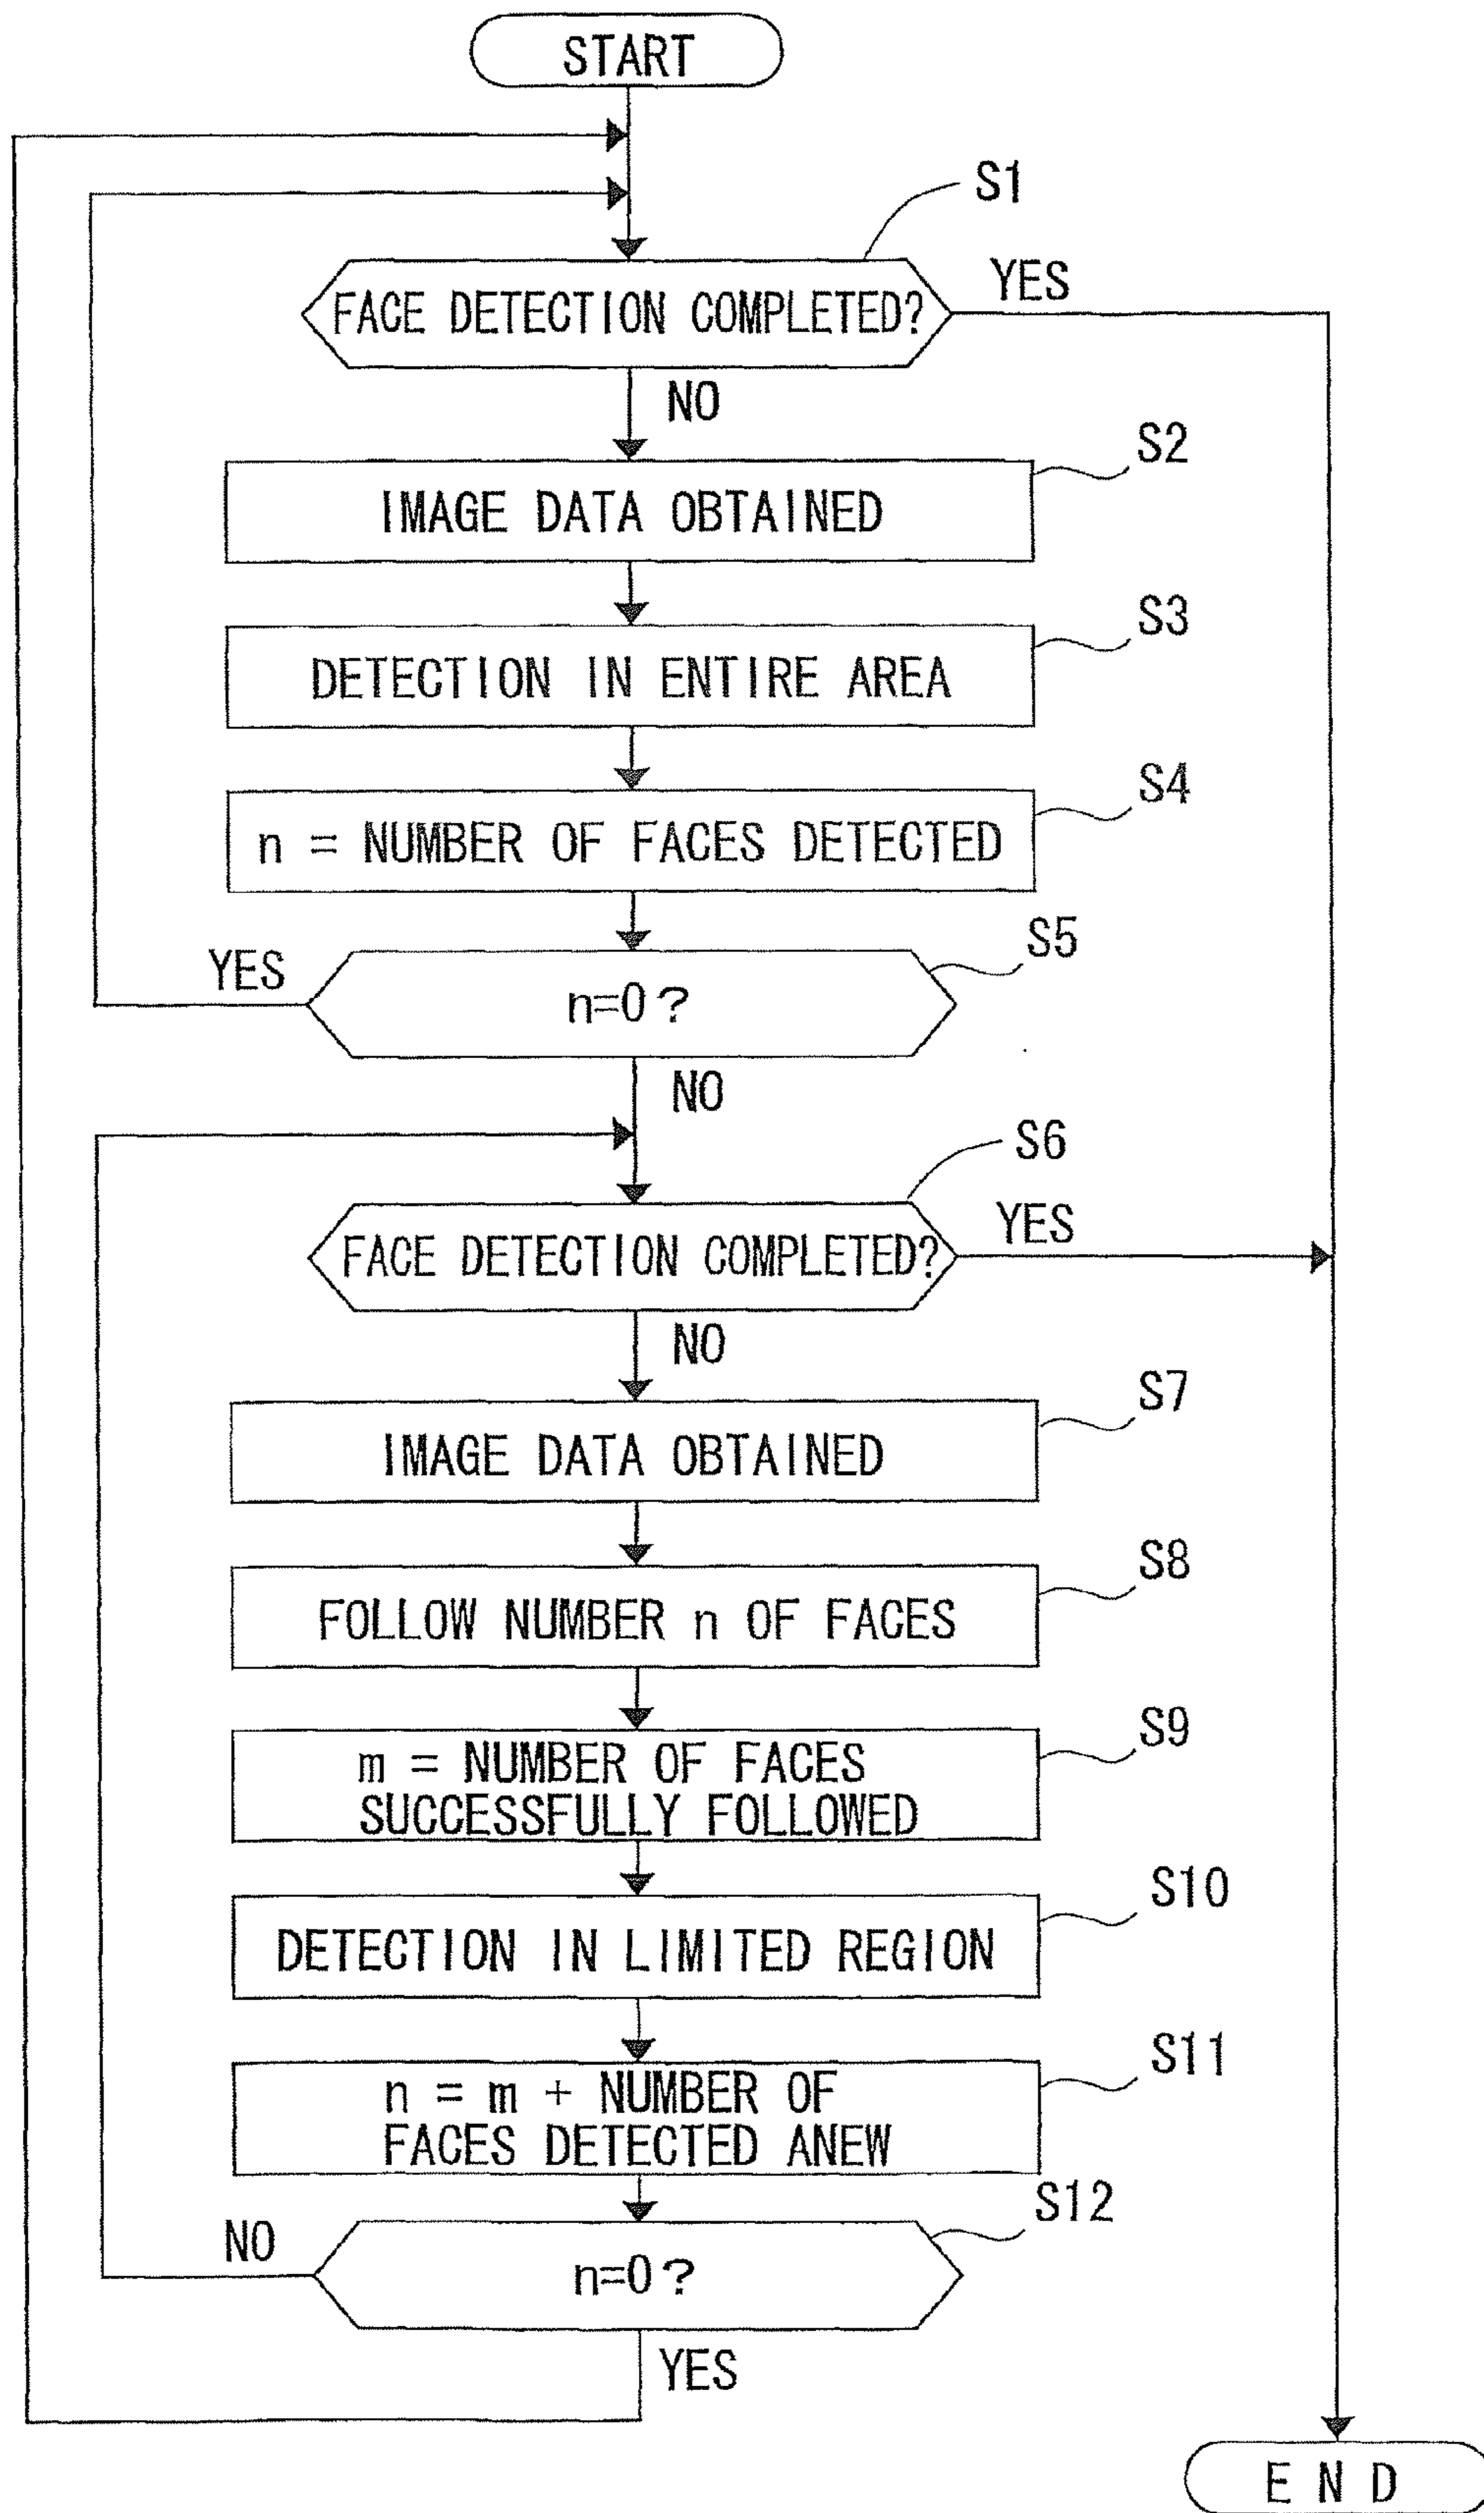 START
S1
FACE DETECTION COMPLETED?
YES
NO
S2
IMAGE DATA OBTAINED
S3
DETECTION IN ENTIRE AREA
S4
n = NUMBER OF FACES DETECTED
S5
YES
n=0?
NO
S6
FACE DETECTION COMPLETED?
YES
NO
S7
IMAGE DATA OBTAINED
S8
FOLLOW NUMBER n OF FACES
S9
m = NUMBER OF FACES
SUCCESSFULLY FOLLOWED
S10
DETECTION IN LIMITED REGION
S11
n = m + NUMBER OF
FACES DETECTED ANEW
S12
NO
n=0?
YES
END